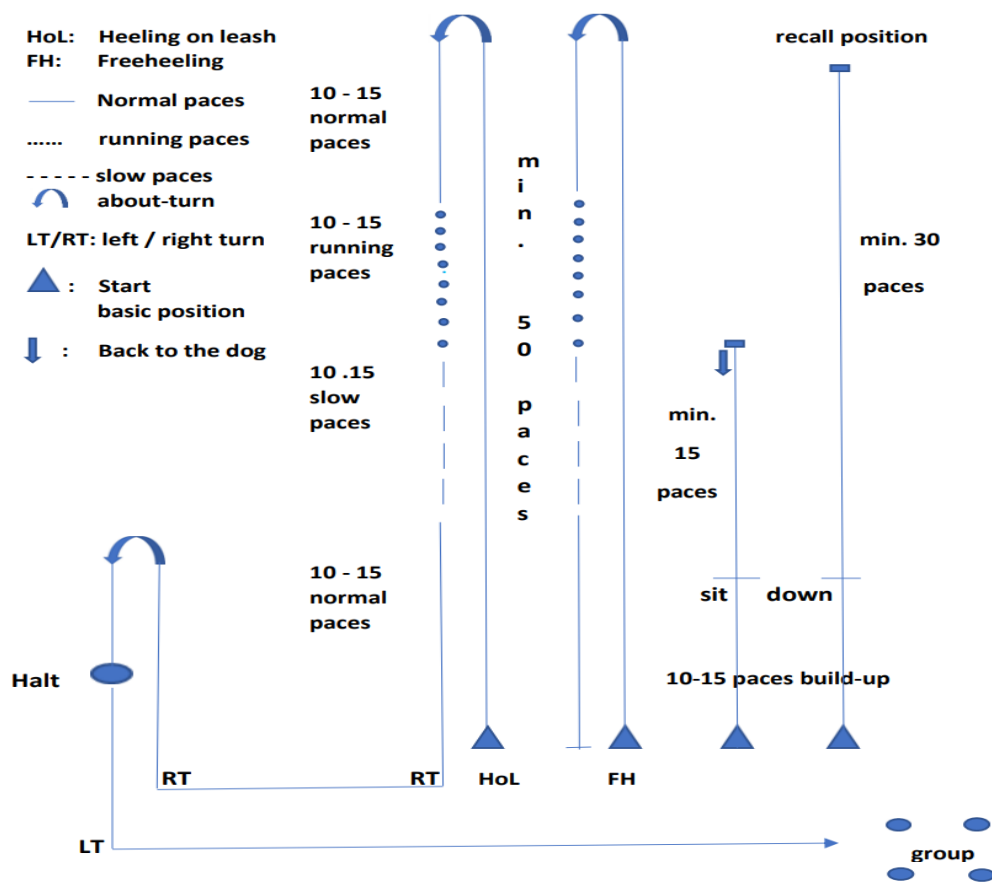 HoL: Heeling on leash
FH: Freeheeling
Normal paces
...... running paces
- - - - - slow paces
about-turn
LT/RT: left / right turn
: Start
basic position
: Back to the dog
10 - 15
normal
paces
10 - 15
running
paces
10 .15
slow
paces
10 - 15
normal
paces
min. 50 paces
recall position
min. 30
paces
min.
15
paces
sit
down
10-15 paces build-up
Halt
RT
RT
HoL
FH
LT
group